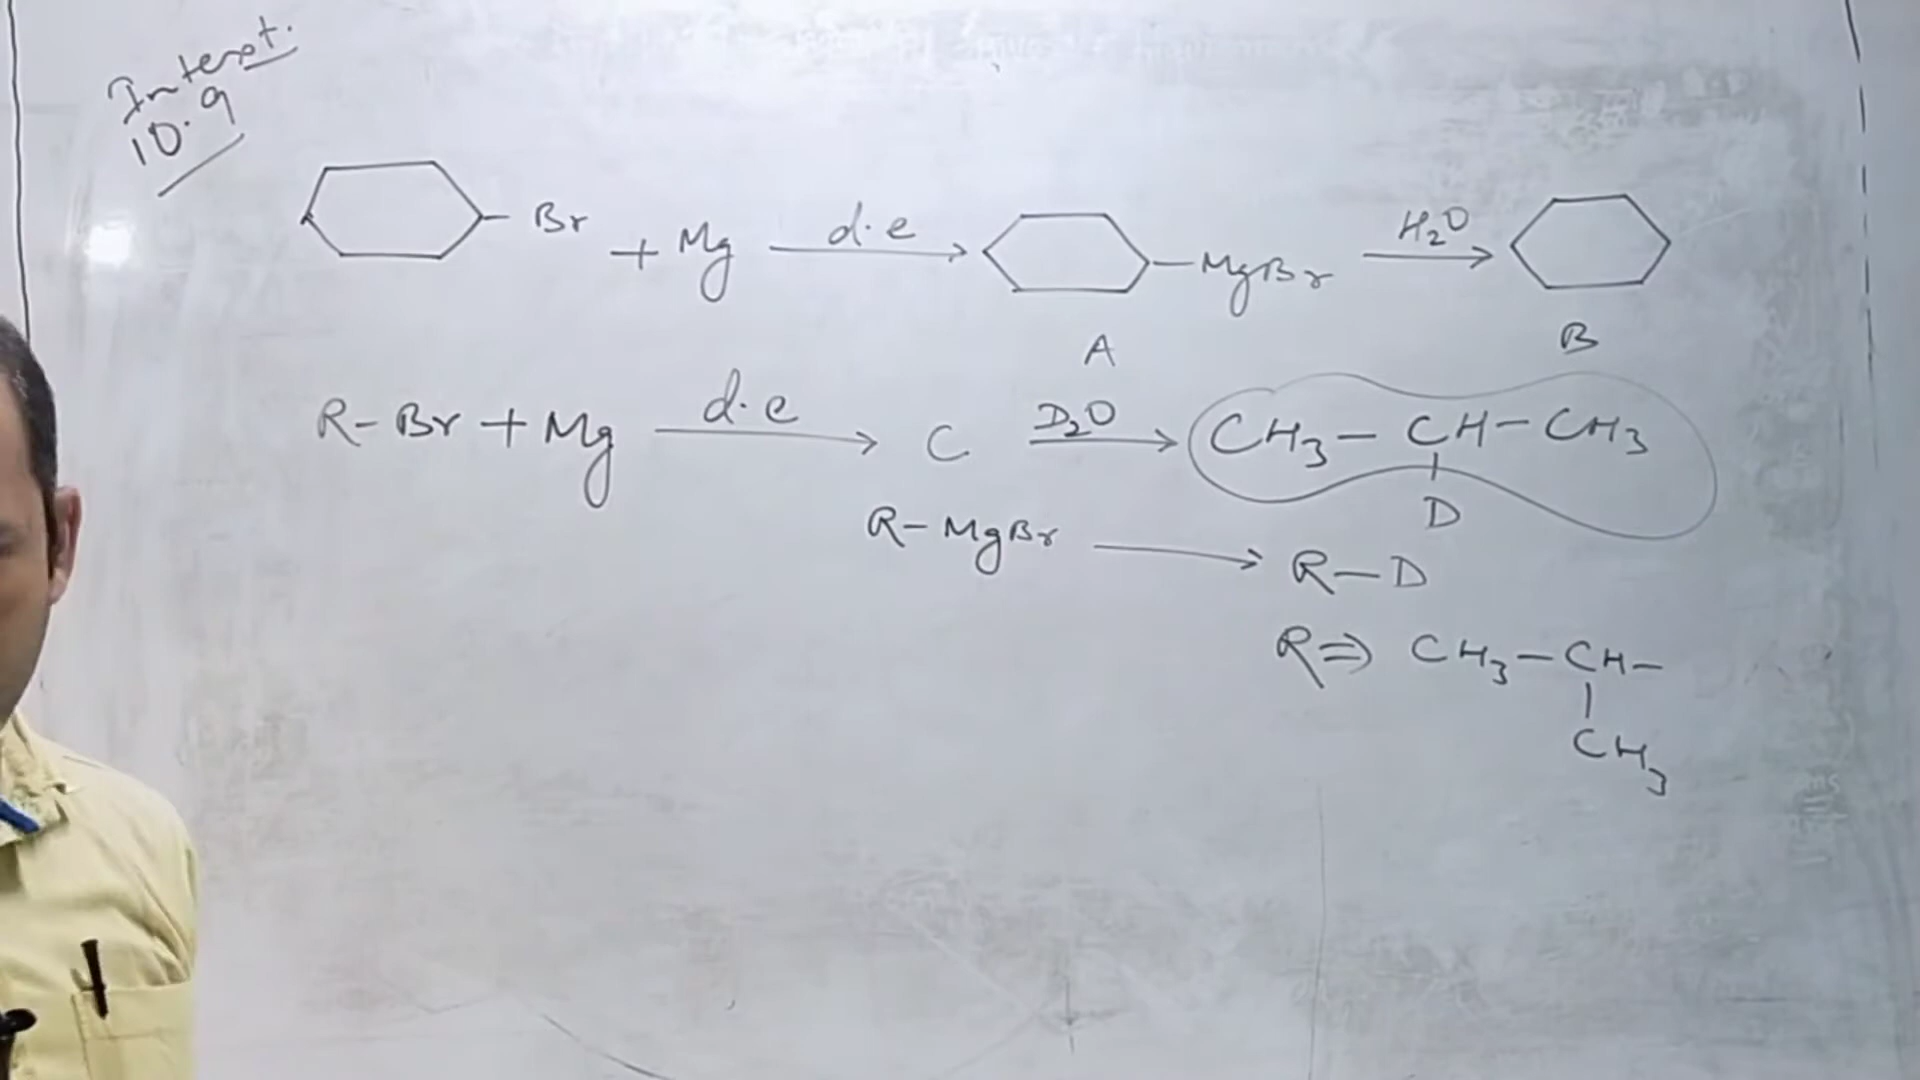 Intext.
10.9
Br + Mg d.e MgBr H2O
A B
R-Br + Mg d.e C D2O CH3-CH-CH3
D
R-MgBr R-D
R⇒ CH3-CH-
CH3